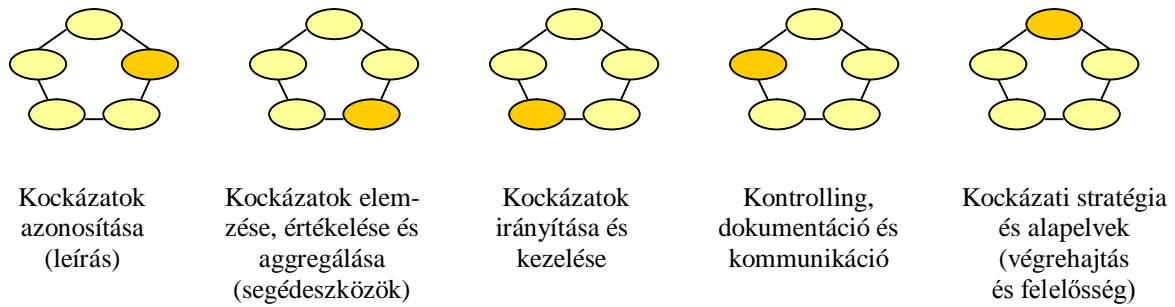 Kockázatok
azonosítása
(leírás)
Kockázatok elem-
zése, értékelése és
aggregálása
(segédeszközök)
Kockázatok
irányítása és
kezelése
Kontrolling,
dokumentáció és
kommunikáció
Kockázati stratégia
és alapelvek
(végrehajtás
és felelősség)